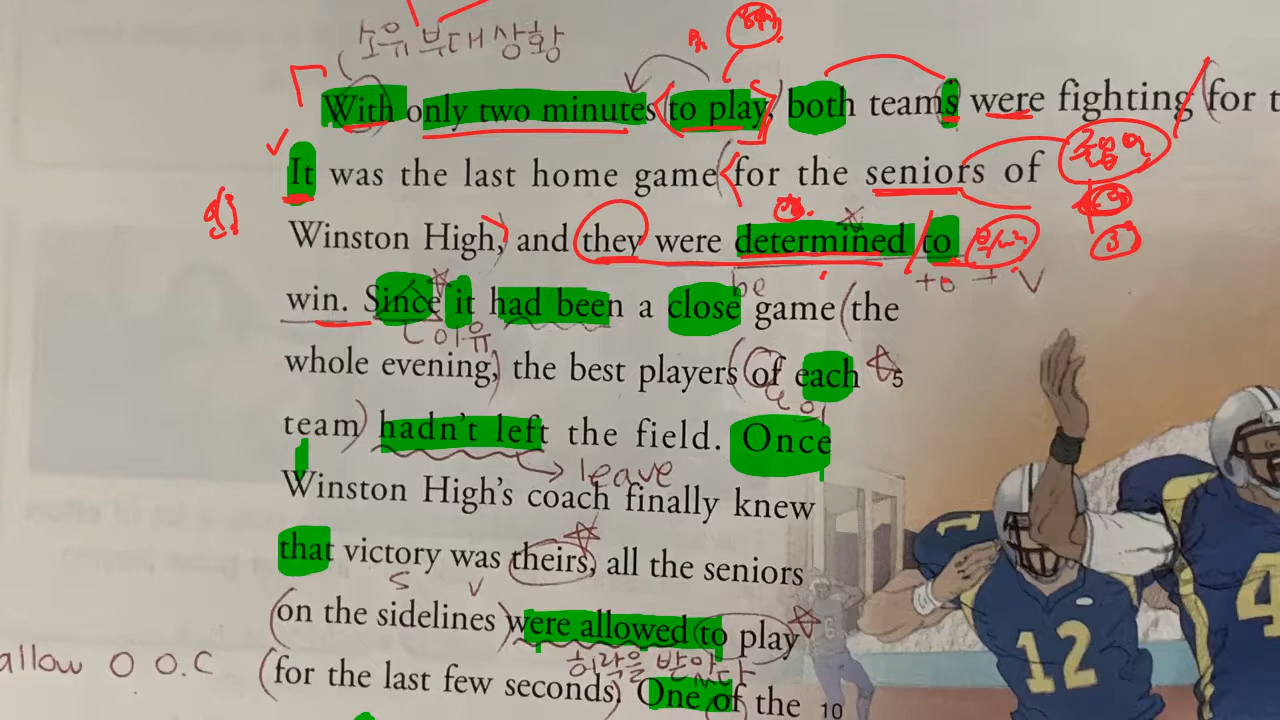 소유 부대 상황
With only two minutes (to play), both teams were fighting (for t
It was the last home game (for the seniors of
Winston High), and they were determined to
to + V
win. Since it had been a close game (the
be
이유
whole evening), the best players (of each
5
team) hadn't left the field. Once
leave
Winston High's coach finally knew
that victory was theirs, all the seniors
S V
(on the sidelines) were allowed to play
허락을 받았다
allow O O.C (for the last few seconds) One of the
10
12
4